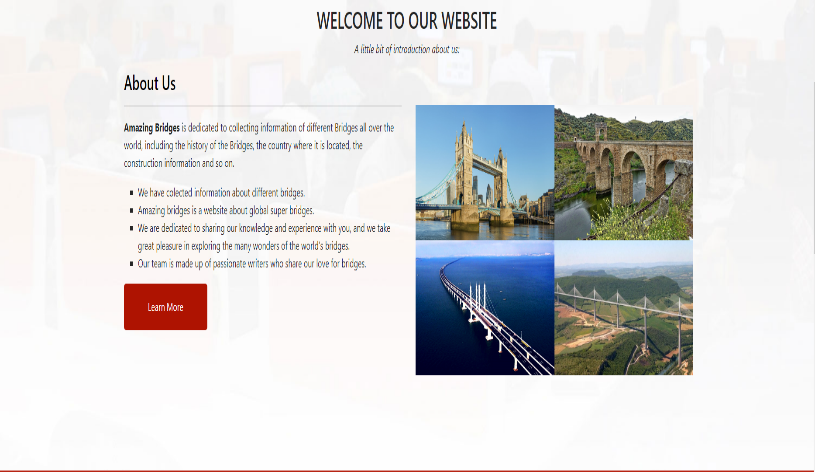 WELCOME TO OUR WEBSITE
A little bit of introduction about us:
About Us
Amazing Bridges is dedicated to collecting information of different Bridges all over the
world, including the history of the Bridges, the country where it is located, the
construction information and so on.
We have colected information about different bridges.
Amazing bridges is a website about global super bridges.
We are dedicated to sharing our knowledge and experience with you, and we take
great pleasure in exploring the many wonders of the world's bridges.
Our team is made up of passionate writers who share our love for bridges.
Learn More